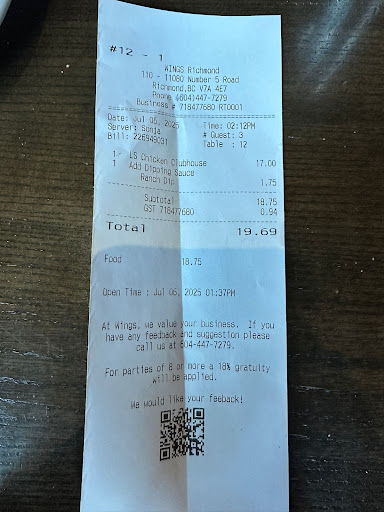 #12 - 1
WINGS Richmond
110 - 11080 Number 5 Road
Richmond,BC V7A 4E7
Phone (604)447-7279
Business # 718477680 RT0001
Date: Jul 06, 2025 Time: 02:12PM
Server: Sonja # Guest: 3
Bill: 226949031 Table : 12
1 LS Chicken Clubhouse 17.00
1 Add Dipping Sauce
Ranch Dip 1.75
Subtotal 18.75
GST 718477680 0.94
Total 19.69
Food 18.75
Open Time : Jul 06, 2025 01:37PM
At Wings, we value your business. If you
have any feedback and suggestion please
call us at 604-447-7279.
For parties of 8 or more a 18% gratuity
will be applied.
We would like your feeback!